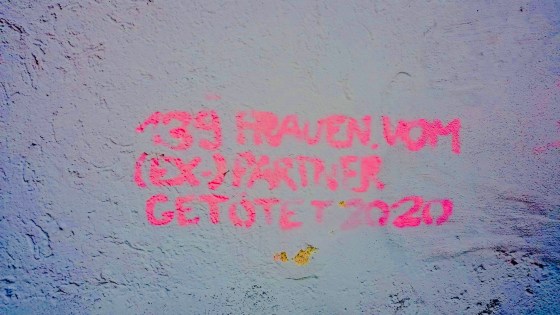 139 FRAUEN. VOM
(EX-) PARTNER
GETÖTET 2020